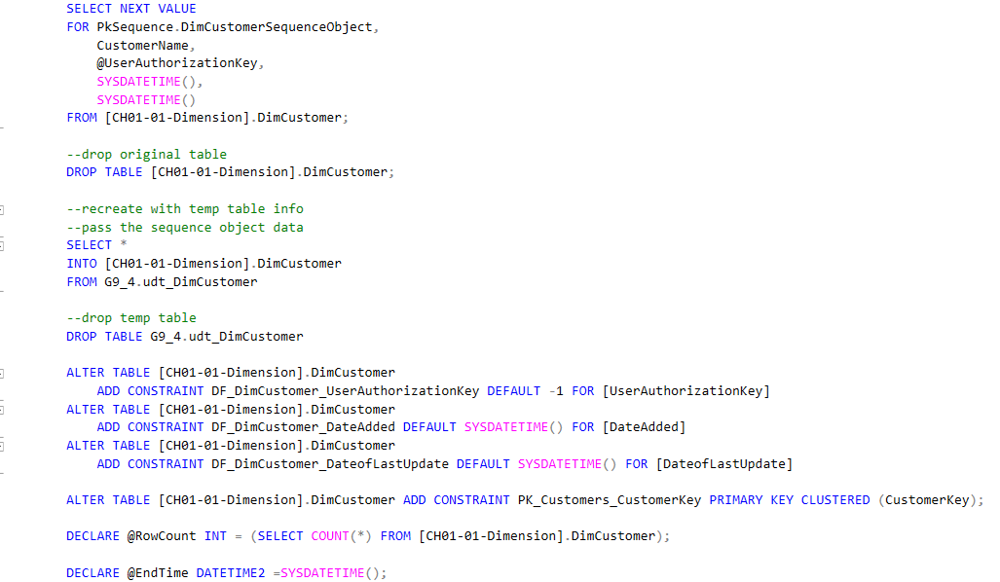 SELECT NEXT VALUE
FOR PkSequence.DimCustomerSequenceObject,
CustomerName,
@UserAuthorizationKey,
SYSDATETIME(),
SYSDATETIME()
FROM [CH01-01-Dimension].DimCustomer;
--drop original table
DROP TABLE [CH01-01-Dimension].DimCustomer;
--recreate with temp table info
--pass the sequence object data
SELECT *
INTO [CH01-01-Dimension].DimCustomer
FROM G9_4.udt_DimCustomer
--drop temp table
DROP TABLE G9_4.udt_DimCustomer
ALTER TABLE [CH01-01-Dimension].DimCustomer
ADD CONSTRAINT DF_DimCustomer_UserAuthorizationKey DEFAULT -1 FOR [UserAuthorizationKey]
ALTER TABLE [CH01-01-Dimension].DimCustomer
ADD CONSTRAINT DF_DimCustomer_DateAdded DEFAULT SYSDATETIME() FOR [DateAdded]
ALTER TABLE [CH01-01-Dimension].DimCustomer
ADD CONSTRAINT DF_DimCustomer_DateofLastUpdate DEFAULT SYSDATETIME() FOR [DateofLastUpdate]
ALTER TABLE [CH01-01-Dimension].DimCustomer ADD CONSTRAINT PK_Customers_CustomerKey PRIMARY KEY CLUSTERED (CustomerKey);
DECLARE @RowCount INT = (SELECT COUNT(*) FROM [CH01-01-Dimension].DimCustomer);
DECLARE @EndTime DATETIME2 =SYSDATETIME();